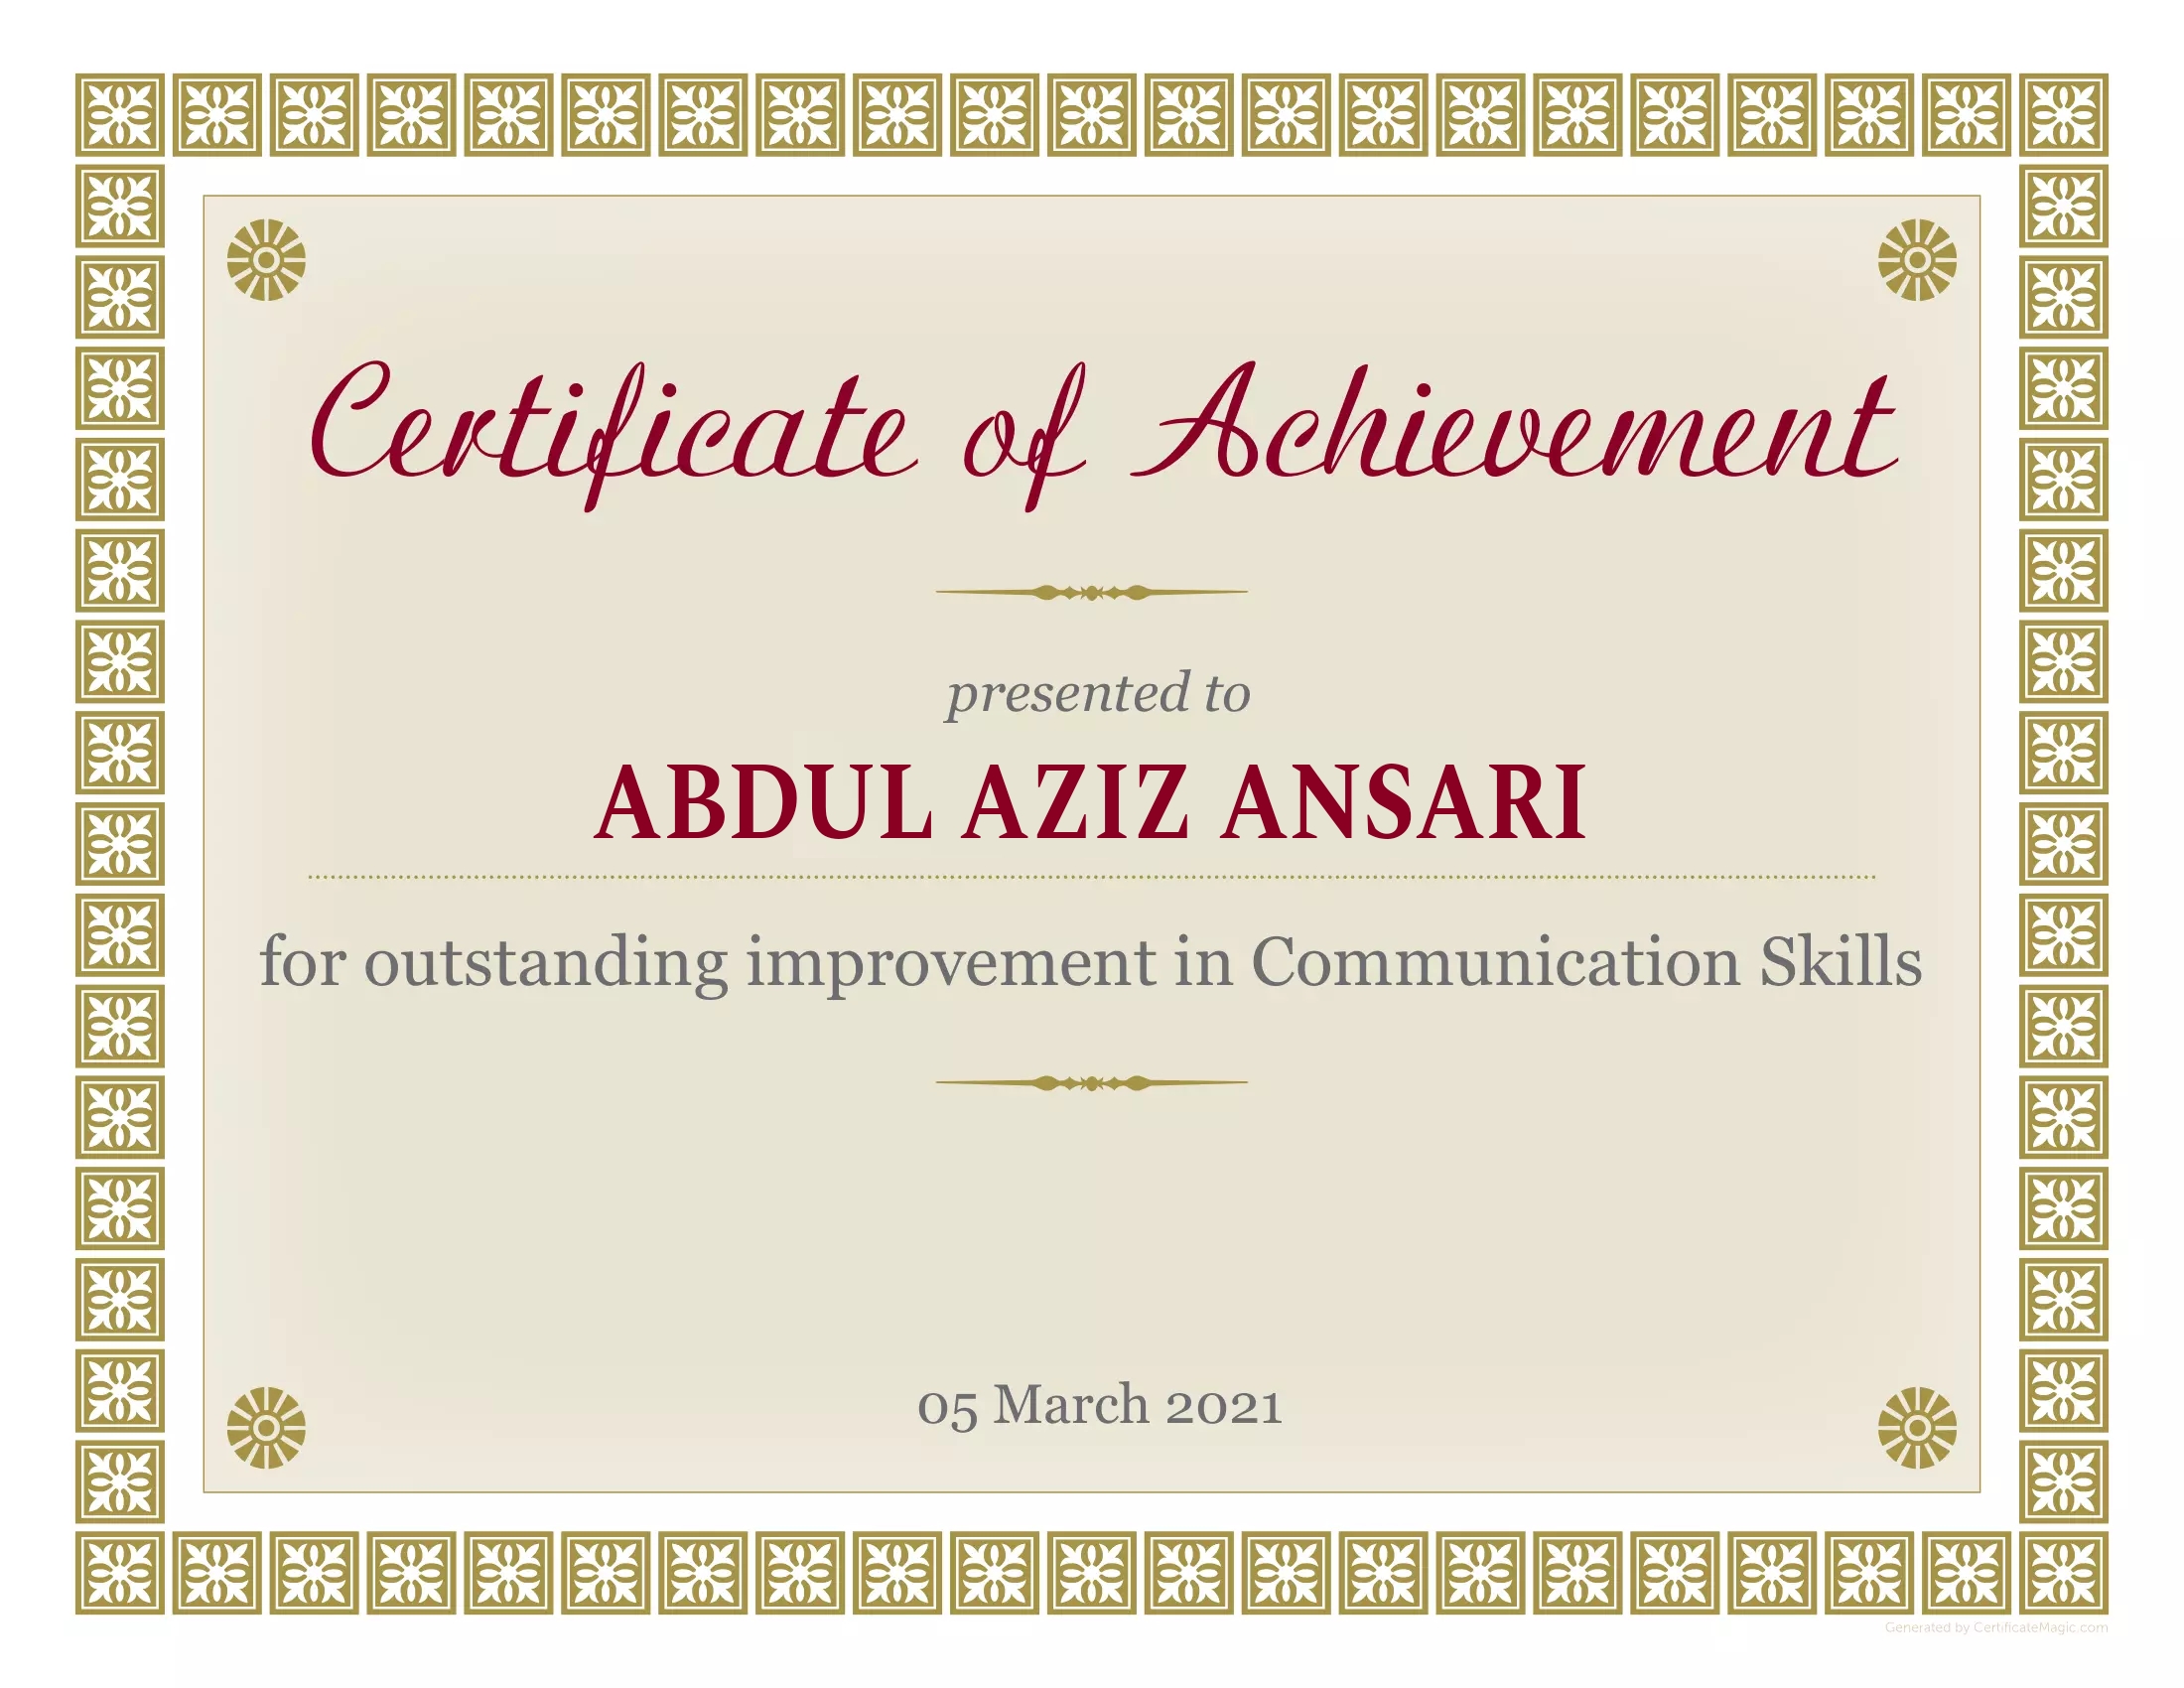 Certificate of Achievement
presented to
ABDUL AZIZ ANSARI
for outstanding improvement in Communication Skills
05 March 2021
Generated by CertificateMagic.com